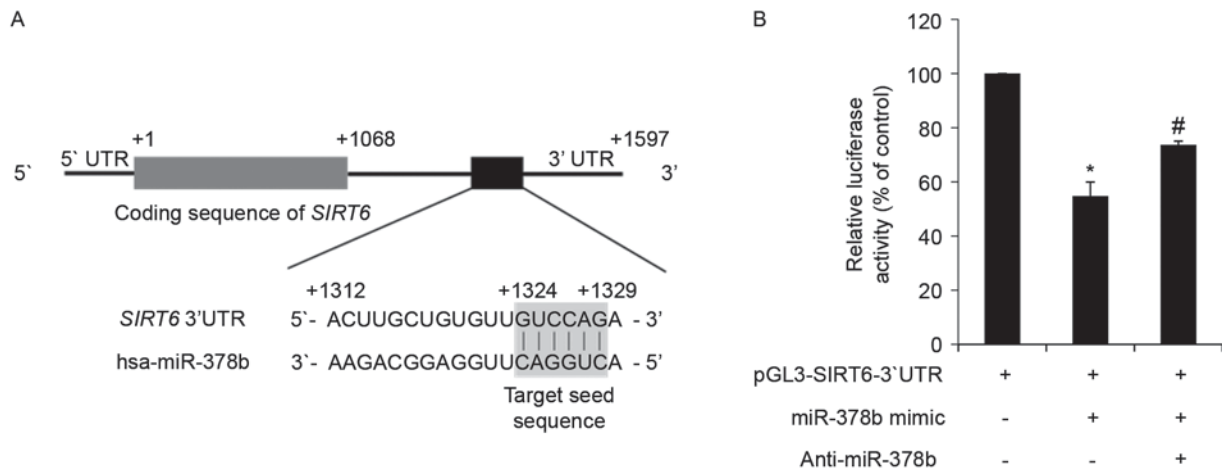 A
5` 5` UTR +1 +1068 3’ UTR +1597 3’
Coding sequence of SIRT6
+1312 +1324 +1329
SIRT6 3’UTR 5`- ACUUGCUGUGUUGUCCAGA - 3’
hsa-miR-378b 3`- AAGACGGAGGUUCAGGUCA - 5’
Target seed
sequence
B
Relative luciferase
activity (% of control)
120
100
80
60
40
20
0
*
#
pGL3-SIRT6-3`UTR + + +
miR-378b mimic - + +
Anti-miR-378b - - +